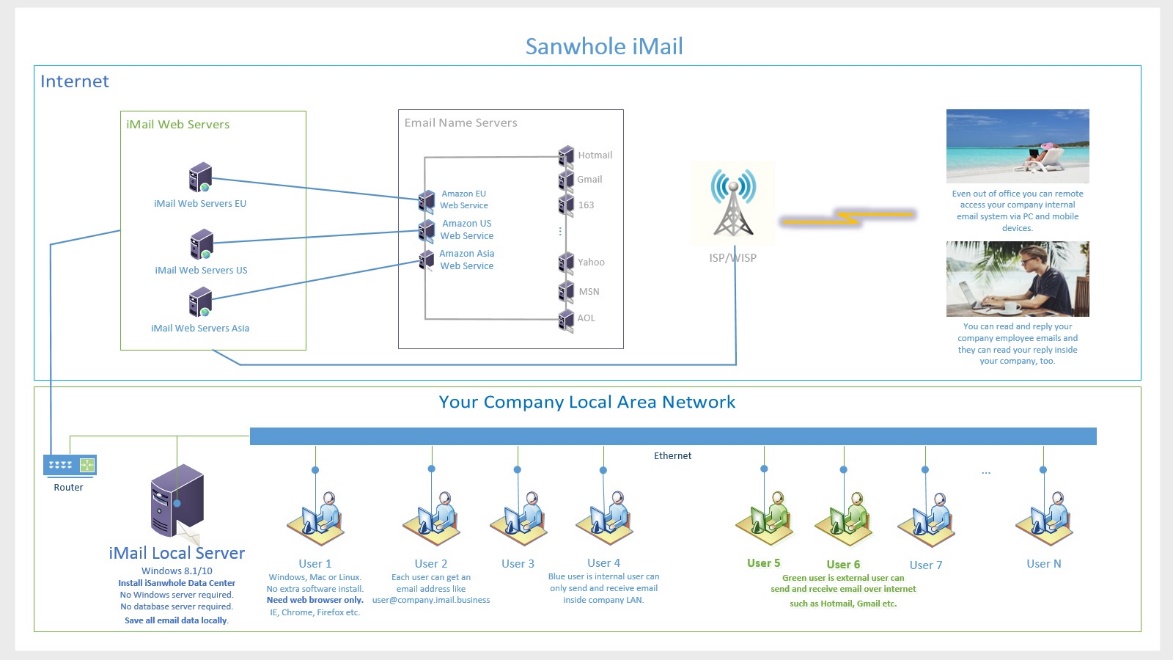 Sanwhole iMail
Internet
iMail Web Servers
iMail Web Servers EU
iMail Web Servers US
iMail Web Servers Asia
Email Name Servers
Amazon EU
Web Service
Amazon US
Web Service
Amazon Asia
Web Service
Hotmail
Gmail
163
⋮
Yahoo
MSN
AOL
ISP/WISP
Even out of office you can remote
access your company internal
email system via PC and mobile
devices.
You can read and reply your
company employee emails and
they can read your reply inside
your company, too.
Your Company Local Area Network
Ethernet
Router
iMail Local Server
Windows 8.1/10
Install iSanwhole Data Center
No Windows server required.
No database server required.
Save all email data locally.
User 1
Windows, Mac or Linux.
No extra software install.
Need web browser only.
IE, Chrome, Firefox etc.
User 2
Each user can get an
email address like
user@company.imail.business
User 3
User 4
Blue user is internal user can
only send and receive email
inside company LAN.
User 5
User 6
Green user is external user can
send and receive email over internet
such as Hotmail, Gmail etc.
User 7
...
User N